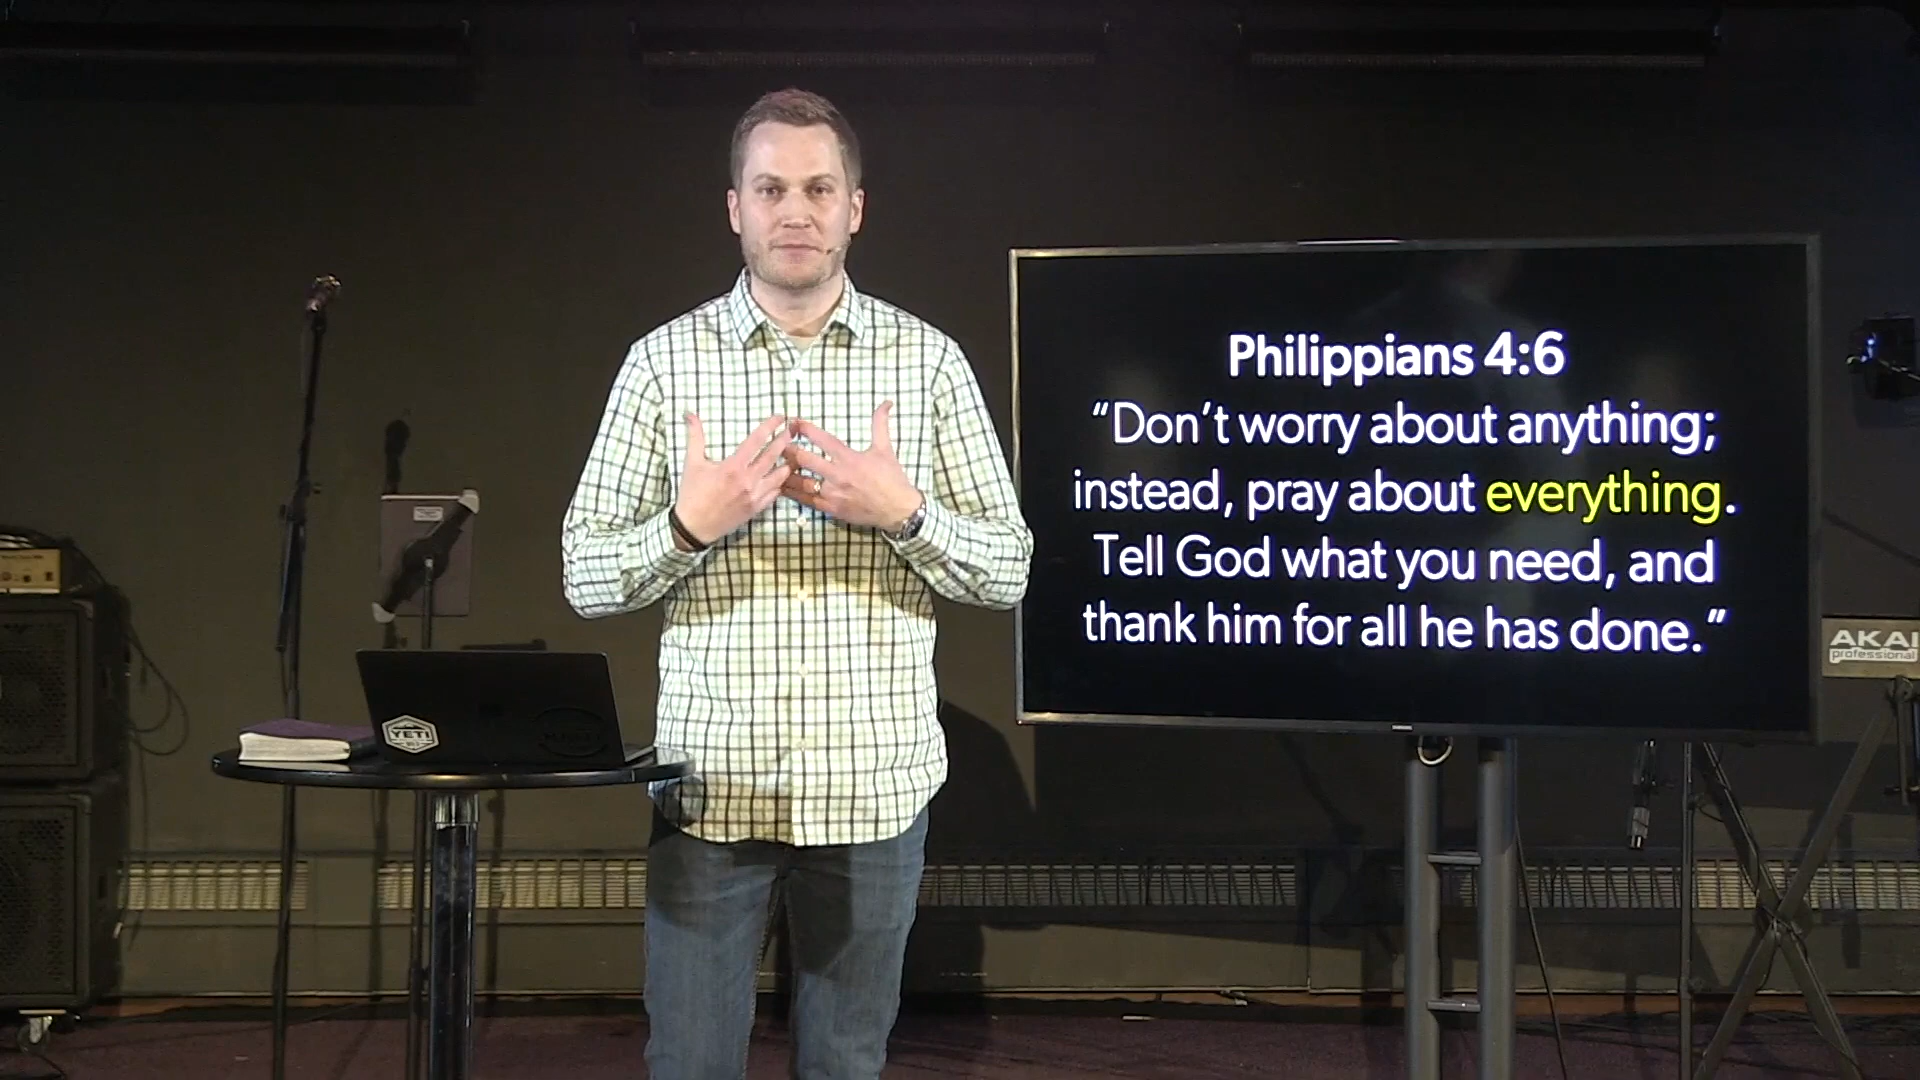 Philippians 4:6
“Don’t worry about anything;
instead, pray about everything.
Tell God what you need, and
thank him for all he has done.”
YETI
AKAI
professional
SAMSUNG